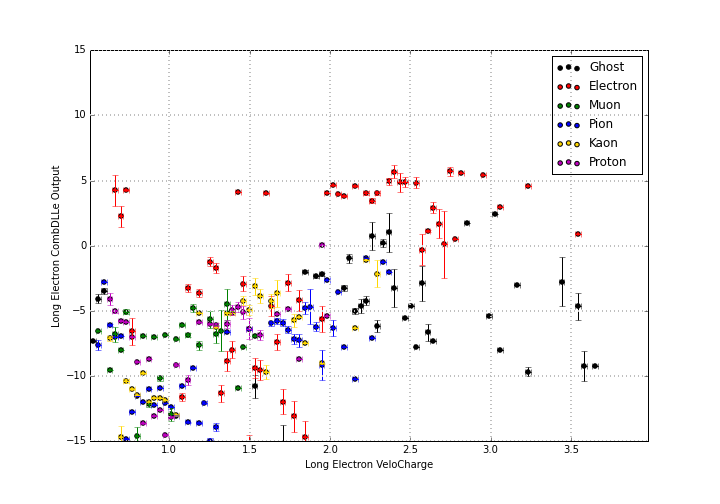 15
10
5
0
−5
−10
−15
Long Electron CombDLLe Output
Ghost
Electron
Muon
Pion
Kaon
Proton
1.0
1.5
2.0
2.5
3.0
3.5
Long Electron VeloCharge